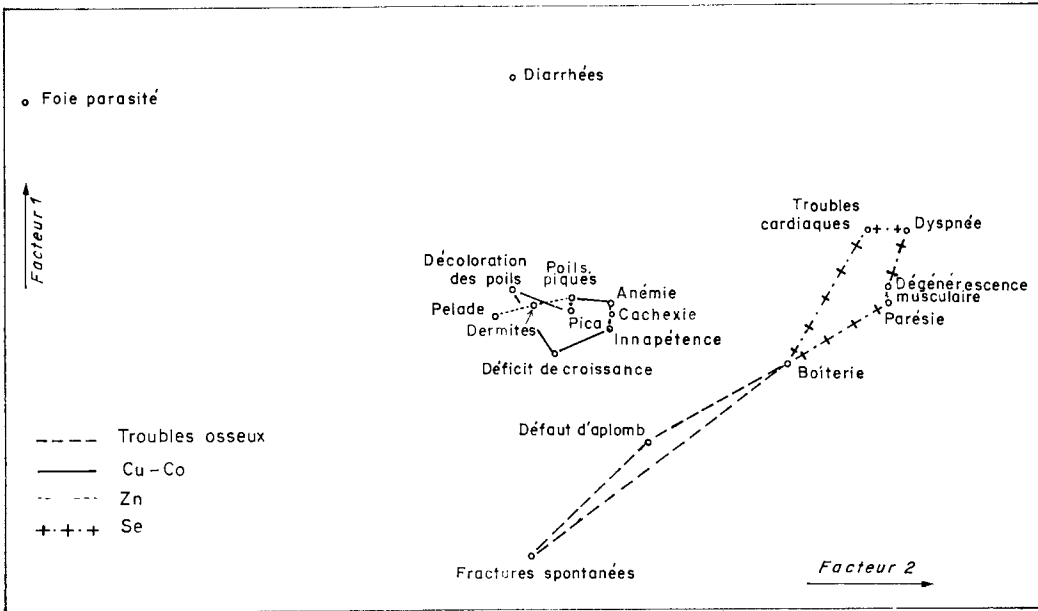 Diarrhées
Foie parasité
Facteur 1
Troubles
cardiaques
Dyspnée
Décoloration
des poils
Poils
piqués
Anémie
Dégénérescence
musculaire
Pelade
Dermites
Pica
Cachexie
Parésie
Innapétence
Déficit de croissance
Boîterie
Défaut d'aplomb
Troubles osseux
Cu-Co
Zn
Se
Fractures spontanées
Facteur 2